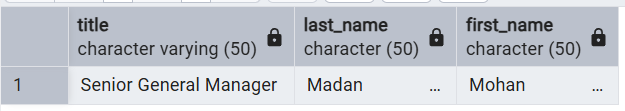 title last_name first_name
character varying (50) character (50) character (50)
1 Senior General Manager Madan ... Mohan ...